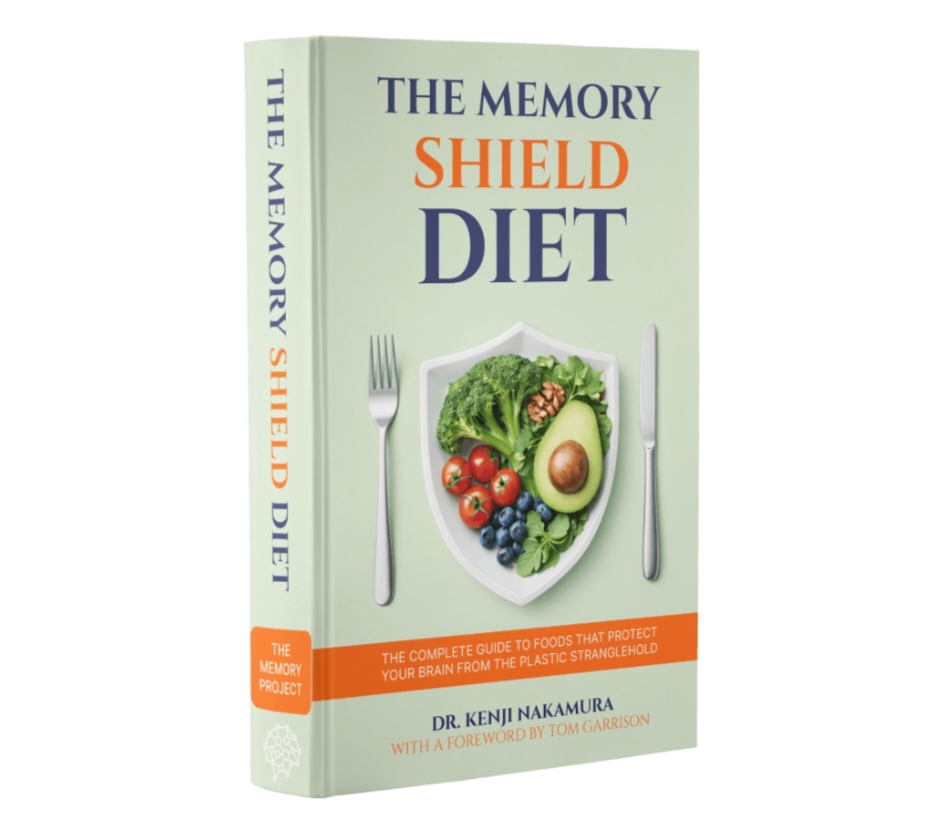 THE MEMORY SHIELD DIET
THE
MEMORY
PROJECT
THE MEMORY
SHIELD
DIET
THE COMPLETE GUIDE TO FOODS THAT PROTECT
YOUR BRAIN FROM THE PLASTIC STRANGLEHOLD
DR. KENJI NAKAMURA
WITH A FOREWORD BY TOM GARRISON